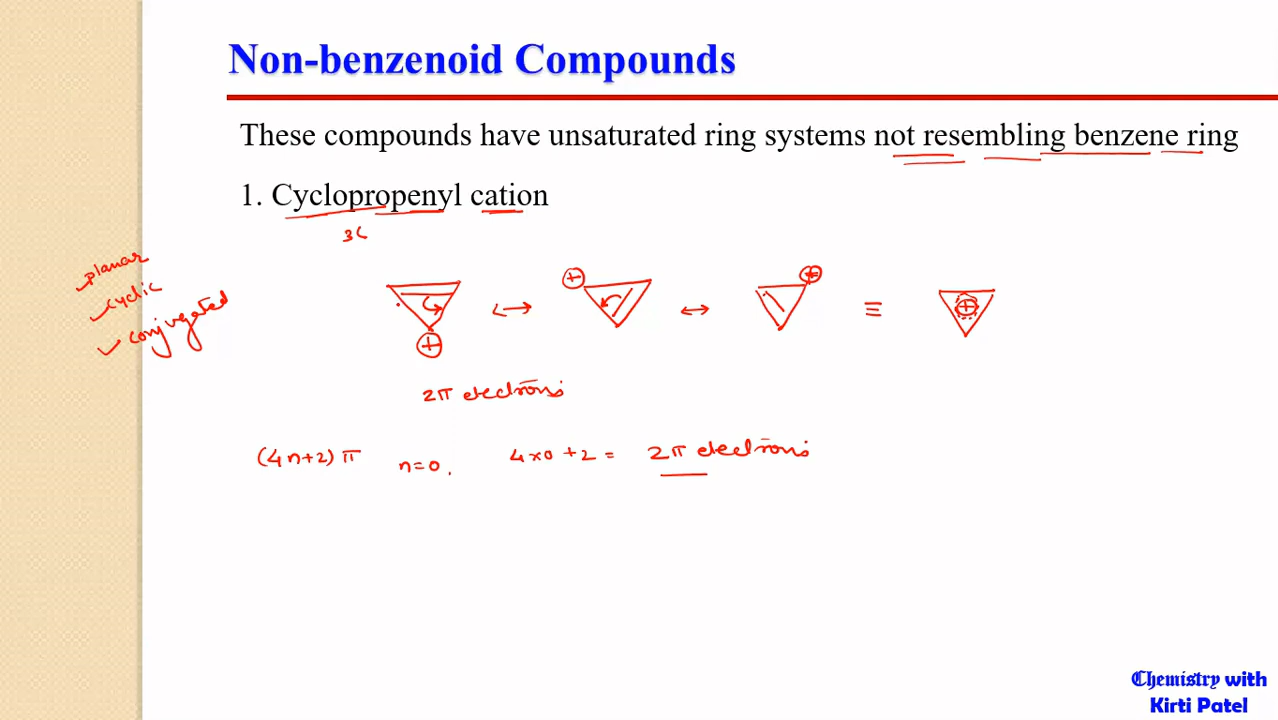 Non-benzenoid Compounds
These compounds have unsaturated ring systems not resembling benzene ring
1. Cyclopropenyl cation
3C
planar
cyclic
conjugated
+ ↔ + ↔ + ≡ +
2π electrons
(4n+2) π n=0. 4×0 +2 = 2π electrons
Chemistry with
Kirti Patel